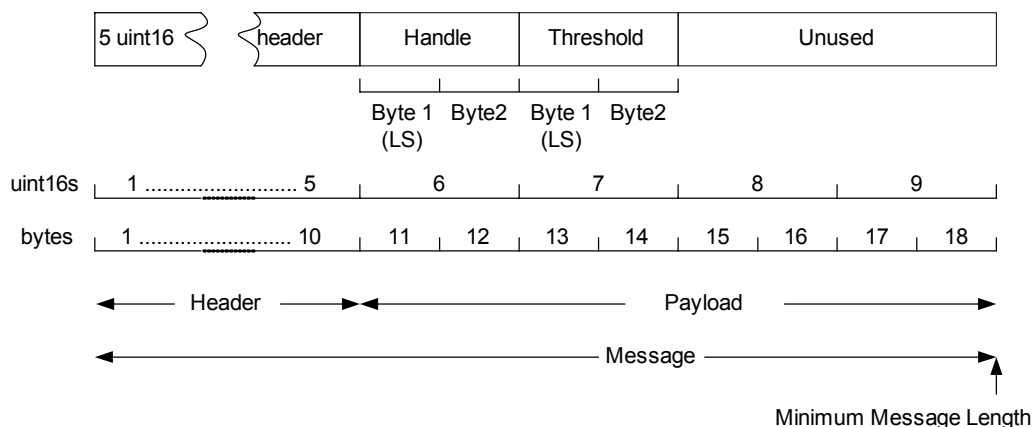 5 uint16 header Handle Threshold Unused
Byte 1 Byte2 Byte 1 Byte2
(LS) (LS)
uint16s 1 .......................... 5 6 7 8 9
bytes 1 .......................... 10 11 12 13 14 15 16 17 18
Header Payload
Message
Minimum Message Length